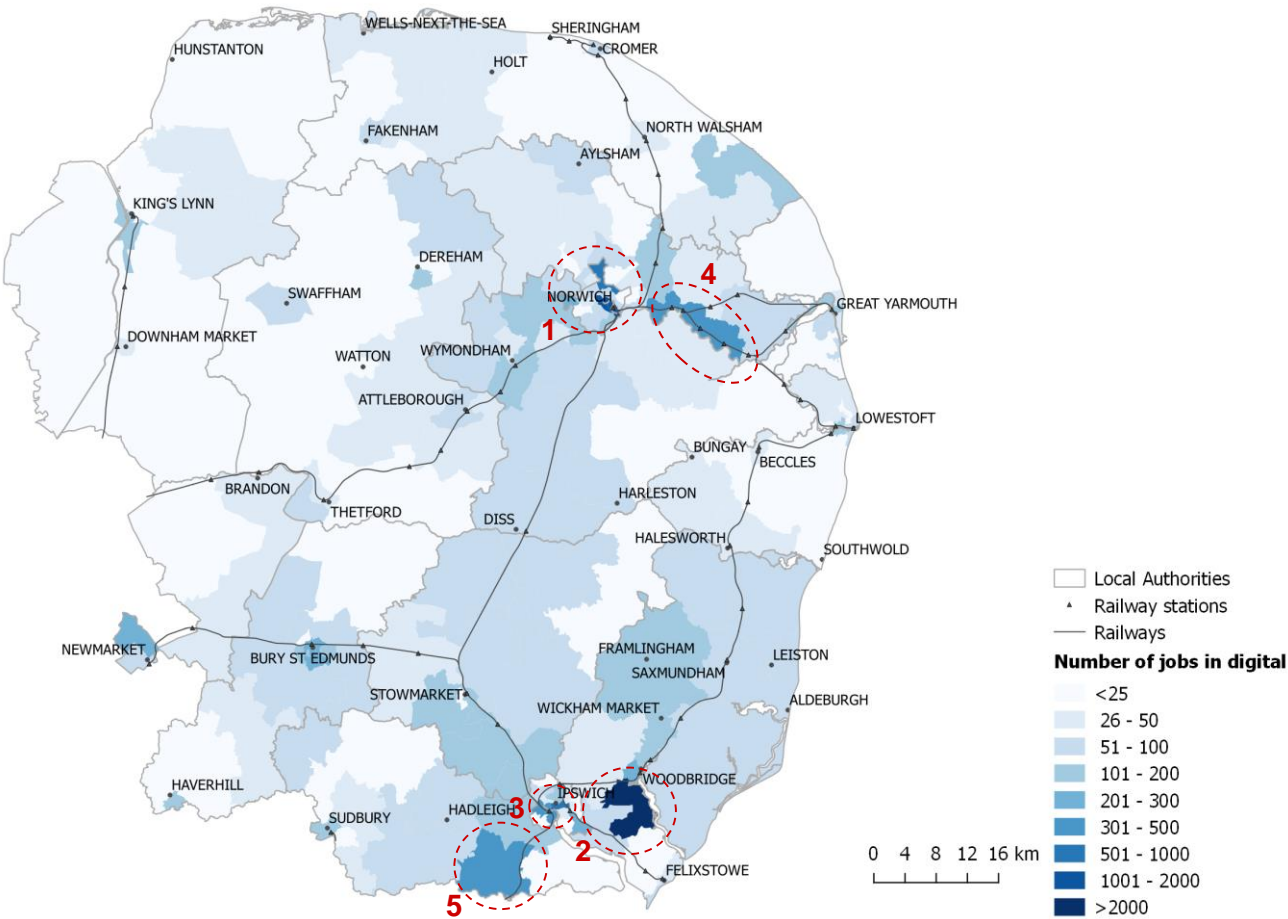 WELLS-NEXT-THE-SEA
SHERINGHAM
CROMER
HUNSTANTON
HOLT
NORTH WALSHAM
FAKENHAM
AYLSHAM
KING'S LYNN
DEREHAM
4
SWAFFHAM
NORWICH
GREAT YARMOUTH
1
DOWNHAM MARKET
WATTON
WYMONDHAM
ATTLEBOROUGH
LOWESTOFT
BUNGAY
BECCLES
BRANDON
THETFORD
HARLESTON
DISS
HALESWORTH
SOUTHWOLD
NEWMARKET
BURY ST EDMUNDS
FRAMLINGHAM
SAXMUNDHAM
LEISTON
STOWMARKET
WICKHAM MARKET
ALDEBURGH
HAVERHILL
WOODBRIDGE
IPSWICH
3
HADLEIGH
SUDBURY
2
FELIXSTOWE
5
Local Authorities
Railway stations
Railways
Number of jobs in digital
<25
26 - 50
51 - 100
101 - 200
201 - 300
301 - 500
501 - 1000
1001 - 2000
>2000
0 4 8 12 16 km